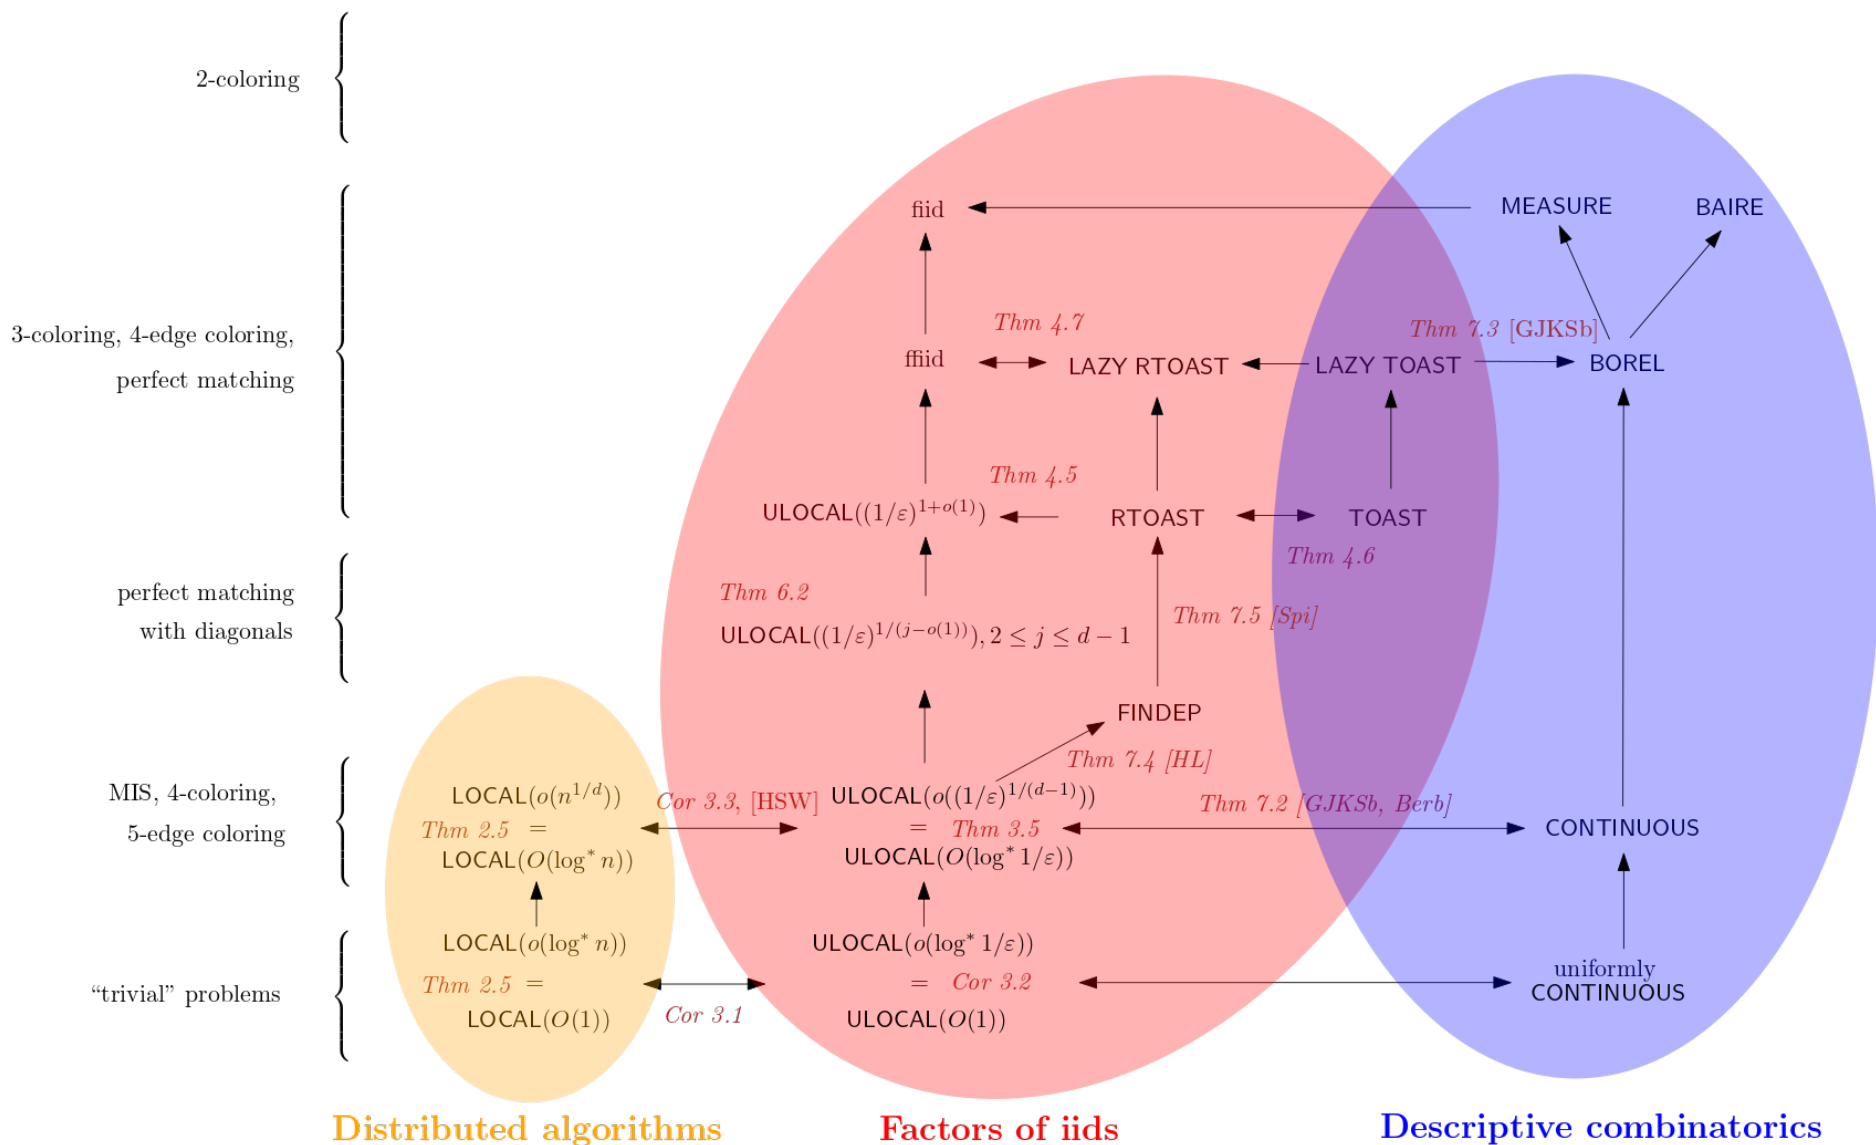 2-coloring
fiid
MEASURE
BAIRE
3-coloring, 4-edge coloring,
perfect matching
Thm 4.7
Thm 7.3 [GJKSb]
ffiid
LAZY RTOAST
LAZY TOAST
BOREL
Thm 4.5
ULOCAL((1/ε)^{1+o(1)})
RTOAST
TOAST
Thm 4.6
perfect matching
with diagonals
Thm 6.2
Thm 7.5 [Spi]
ULOCAL((1/ε)^{1/(j−o(1))}), 2 ≤ j ≤ d − 1
FINDEP
Thm 7.4 [HL]
MIS, 4-coloring,
5-edge coloring
LOCAL(o(n^{1/d}))
Thm 2.5 =
LOCAL(O(log* n))
Cor 3.3, [HSW]
ULOCAL(o((1/ε)^{1/(d−1)}))
= Thm 3.5
ULOCAL(O(log* 1/ε))
Thm 7.2 [GJKSb, Berb]
CONTINUOUS
"trivial" problems
LOCAL(o(log* n))
Thm 2.5 =
LOCAL(O(1))
Cor 3.1
ULOCAL(o(log* 1/ε))
= Cor 3.2
ULOCAL(O(1))
uniformly
CONTINUOUS
Distributed algorithms
Factors of iids
Descriptive combinatorics